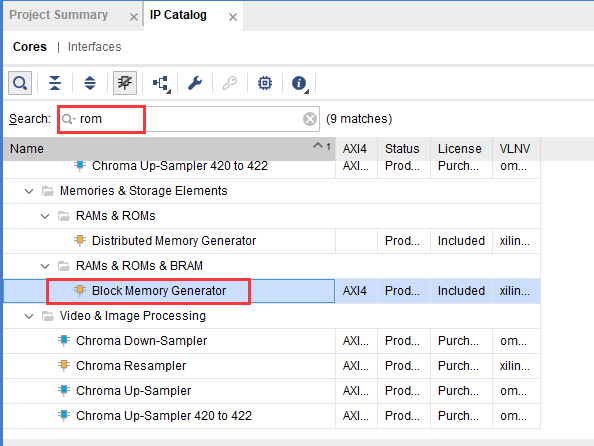 Project Summary × IP Catalog ×
Cores | Interfaces
Search: rom (9 matches)
Name 1 AXI4 Status License VLNV
Chroma Up-Sampler 420 to 422 AXI... Prod... Purch... om...
Memories & Storage Elements
RAMs & ROMs
Distributed Memory Generator Prod... Included xilin...
RAMs & ROMs & BRAM
Block Memory Generator AXI4 Prod... Included xilin...
Video & Image Processing
Chroma Down-Sampler AXI... Prod... Purch... om...
Chroma Resampler AXI... Prod... Purch... xilin...
Chroma Up-Sampler AXI... Prod... Purch... om...
Chroma Up-Sampler 420 to 422 AXI... Prod... Purch... om...